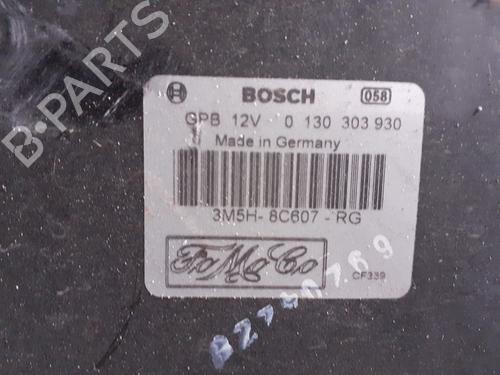 B-PARTS
BOSCH 058
GPB 12V 0 130 303 930
Made in Germany
3M5H-8C607-RG
FoMoCo
CF339